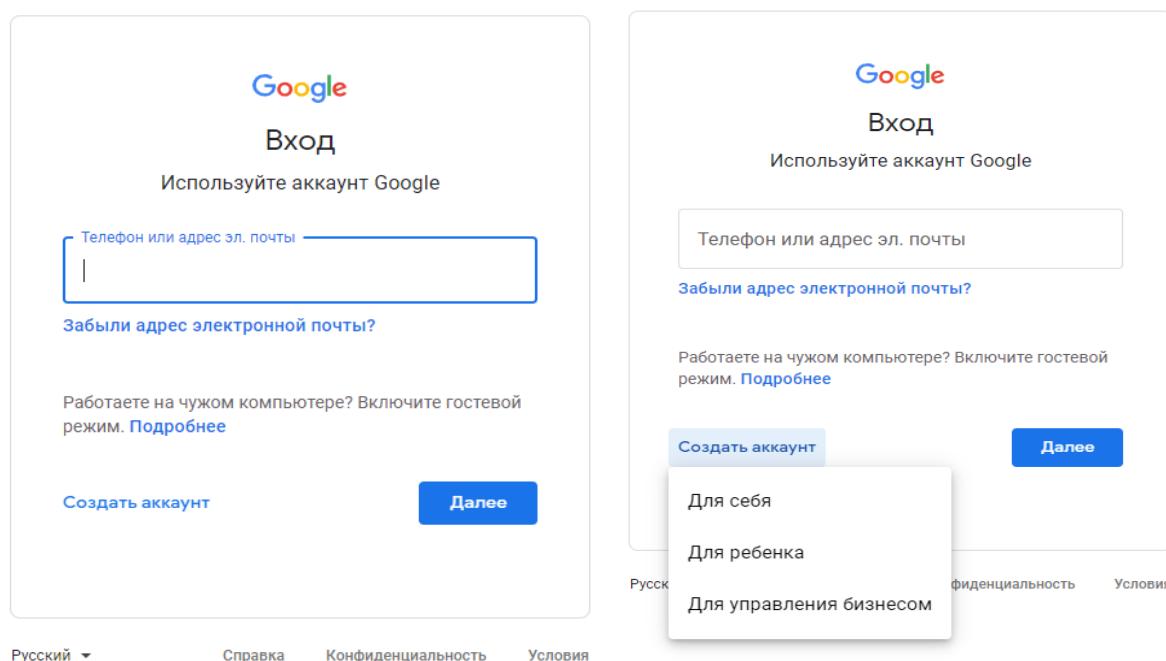 Google
Вход
Используйте аккаунт Google
Телефон или адрес эл. почты
Забыли адрес электронной почты?
Работаете на чужом компьютере? Включите гостевой
режим. Подробнее
Создать аккаунт
Далее
Русский
Справка
Конфиденциальность
Условия
Google
Вход
Используйте аккаунт Google
Телефон или адрес эл. почты
Забыли адрес электронной почты?
Работаете на чужом компьютере? Включите гостевой
режим. Подробнее
Создать аккаунт
Далее
Для себя
Для ребенка
Для управления бизнесом
Русск
фиденциальность
Условия